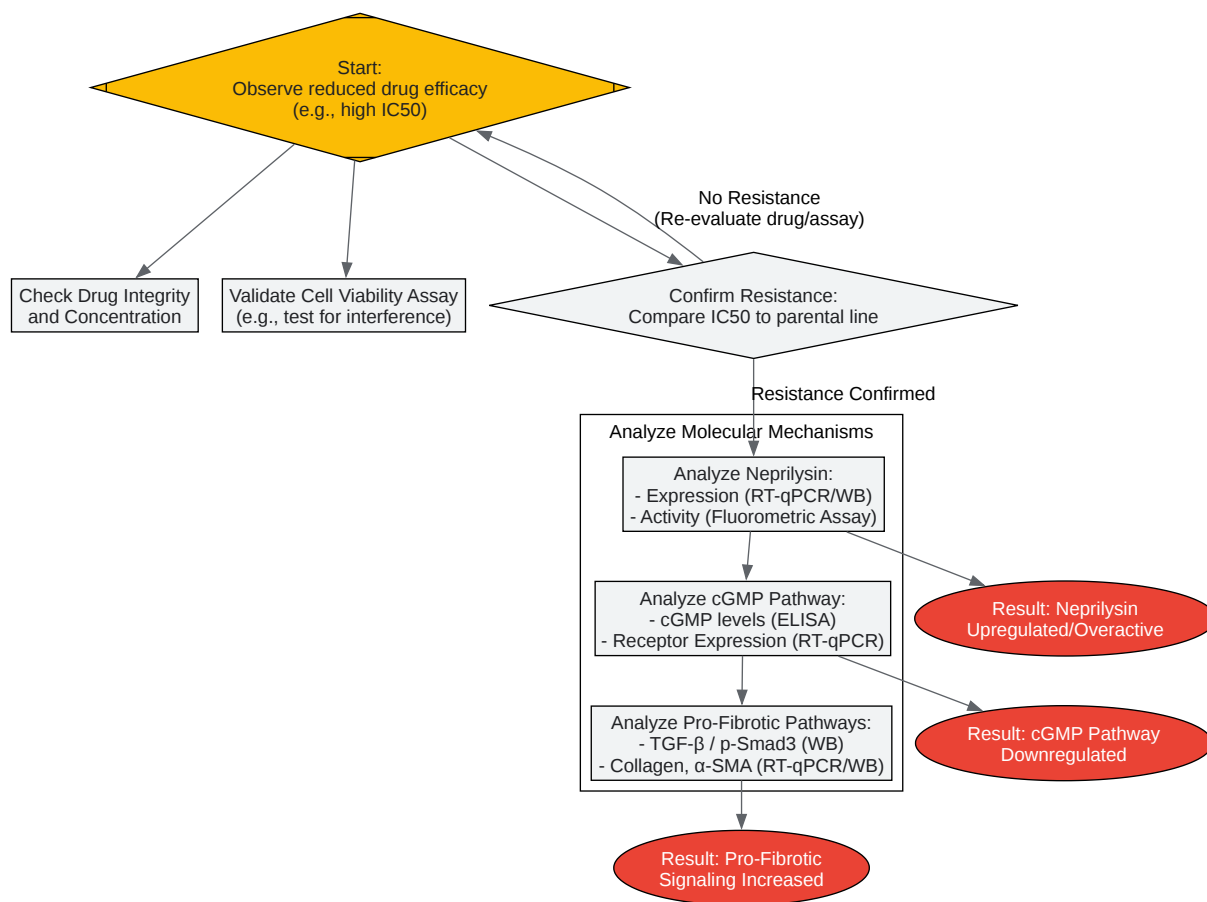 Start:
Observe reduced drug efficacy
(e.g., high IC50)
No Resistance
(Re-evaluate drug/assay)
Check Drug Integrity
and Concentration
Validate Cell Viability Assay
(e.g., test for interference)
Confirm Resistance:
Compare IC50 to parental line
Resistance Confirmed
Analyze Molecular Mechanisms
Analyze Neprilysin:
- Expression (RT-qPCR/WB)
- Activity (Fluorometric Assay)
Analyze cGMP Pathway:
- cGMP levels (ELISA)
- Receptor Expression (RT-qPCR)
Result: Neprilysin
Upregulated/Overactive
Analyze Pro-Fibrotic Pathways:
- TGF-β / p-Smad3 (WB)
- Collagen, α-SMA (RT-qPCR/WB)
Result: cGMP Pathway
Downregulated
Result: Pro-Fibrotic
Signaling Increased